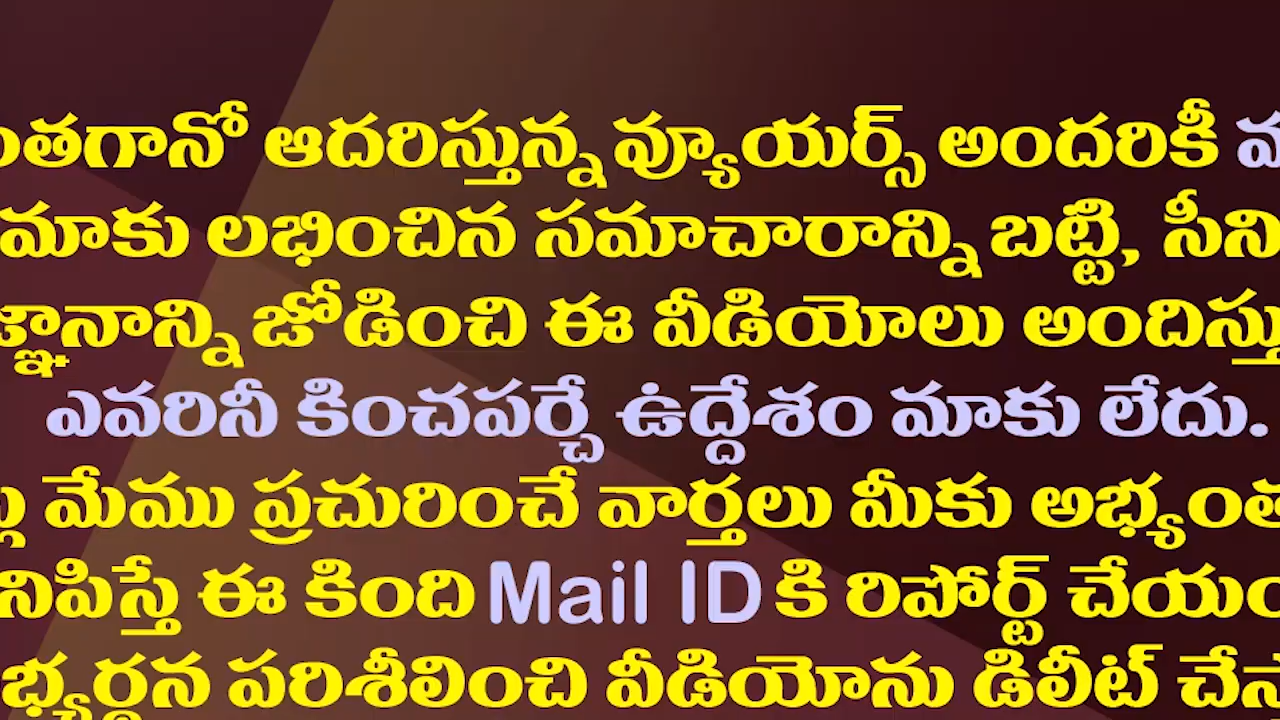 ంతగానో ఆదరిస్తున్న వ్యూయర్స్ అందరికీ
మాకు లభించిన సమాచారాన్ని బట్టి, సీని
జ్ఞానాన్ని జోడించి ఈ వీడియోలు అందిస్తు
ఎవరినీ కించపర్చే ఉద్దేశం మాకు లేదు.
మేము ప్రచురించే వార్తలు మీకు అభ్యంత
నిపిస్తే ఈ కింది Mail ID కి రిపోర్ట్ చేయం
భ్యర్థన పరిశీలించి వీడియోను డిలీట్ చేస